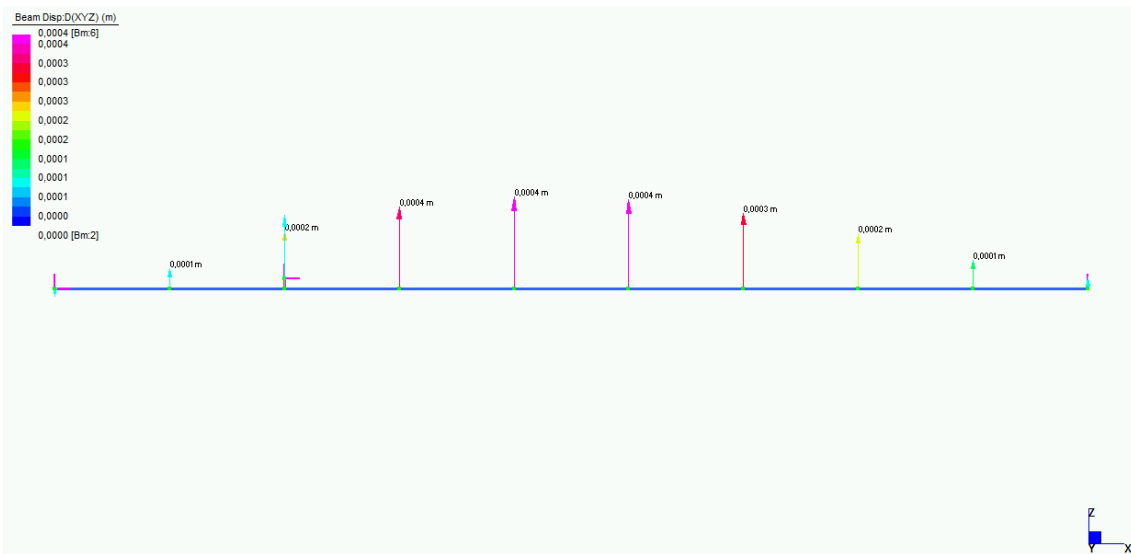 Beam Disp:D(XYZ) (m)
0,0004 [Bm:6]
0,0004
0,0003
0,0003
0,0003
0,0002
0,0002
0,0001
0,0001
0,0001
0,0000
0,0000 [Bm:2]
0,0001 m
0,0002 m
0,0004 m
0,0004 m
0,0004 m
0,0003 m
0,0002 m
0,0001 m
Z
Y
X